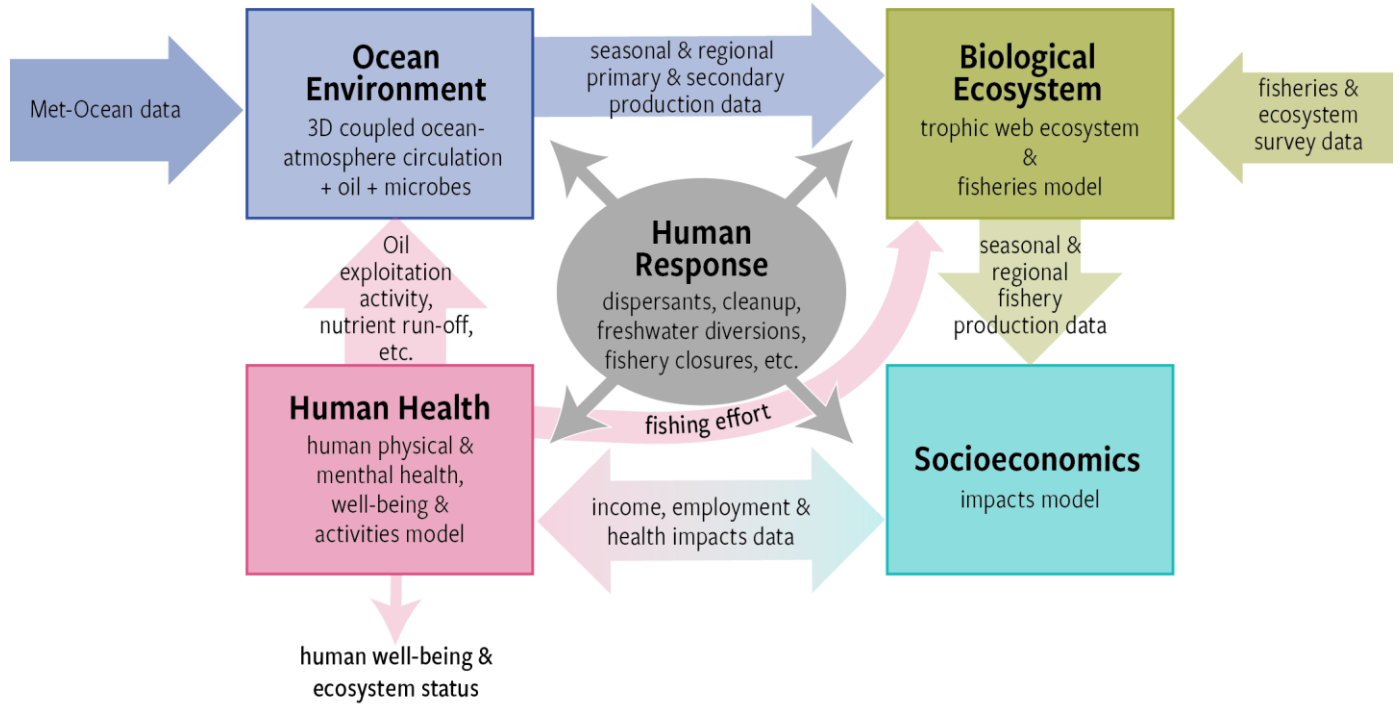 Met-Ocean data
Ocean
Environment
3D coupled ocean-
atmosphere circulation
+ oil + microbes
seasonal & regional
primary & secondary
production data
Biological
Ecosystem
trophic web ecosystem
&
fisheries model
fisheries &
ecosystem
survey data
Human
Response
dispersants, cleanup,
freshwater diversions,
fishery closures, etc.
Oil
exploitation
activity,
nutrient run-off,
etc.
seasonal &
regional
fishery
production data
Human Health
human physical &
menthal health,
well-being &
activities model
fishing effort
income, employment &
health impacts data
Socioeconomics
impacts model
human well-being &
ecosystem status